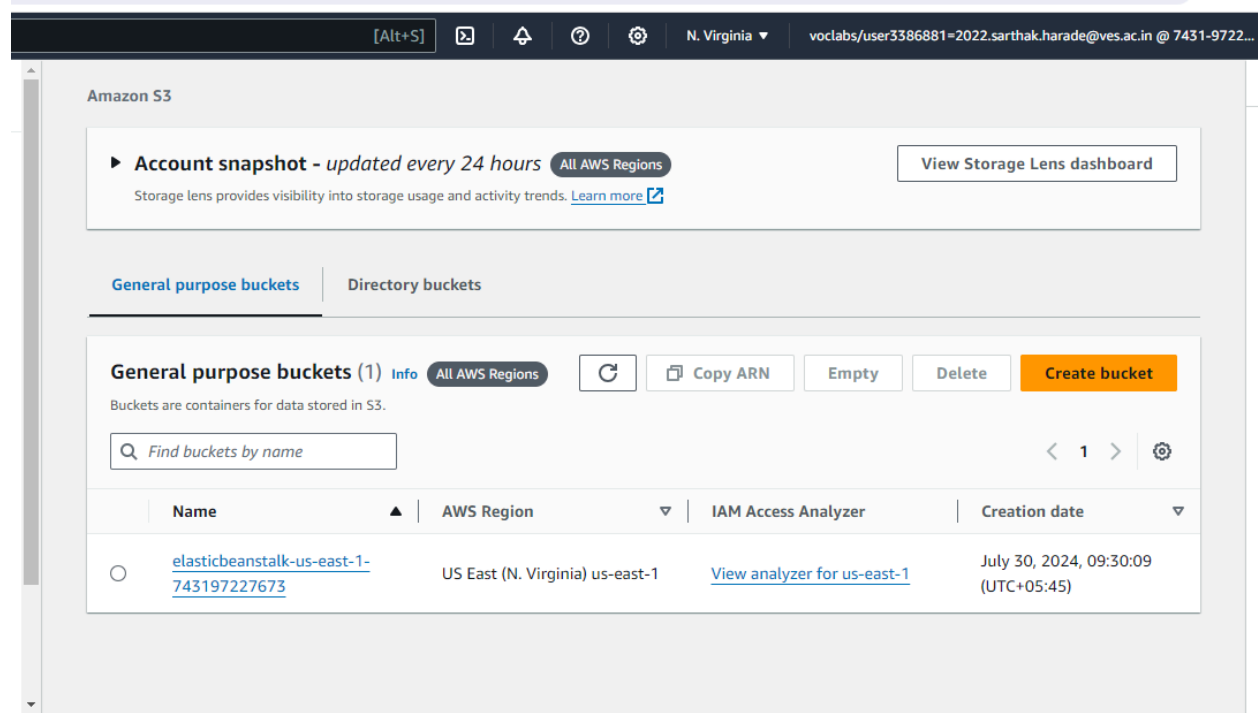 [Alt+S] N. Virginia ▼ voclabs/user3386881=2022.sarthak.harade@ves.ac.in @ 7431-9722...
Amazon S3
Account snapshot - updated every 24 hours All AWS Regions View Storage Lens dashboard
Storage lens provides visibility into storage usage and activity trends. Learn more
General purpose buckets Directory buckets
General purpose buckets (1) Info All AWS Regions Copy ARN Empty Delete Create bucket
Buckets are containers for data stored in S3.
Find buckets by name 1
Name AWS Region IAM Access Analyzer Creation date
elasticbeanstalk-us-east-1- US East (N. Virginia) us-east-1 View analyzer for us-east-1 July 30, 2024, 09:30:09
743197227673 (UTC+05:45)